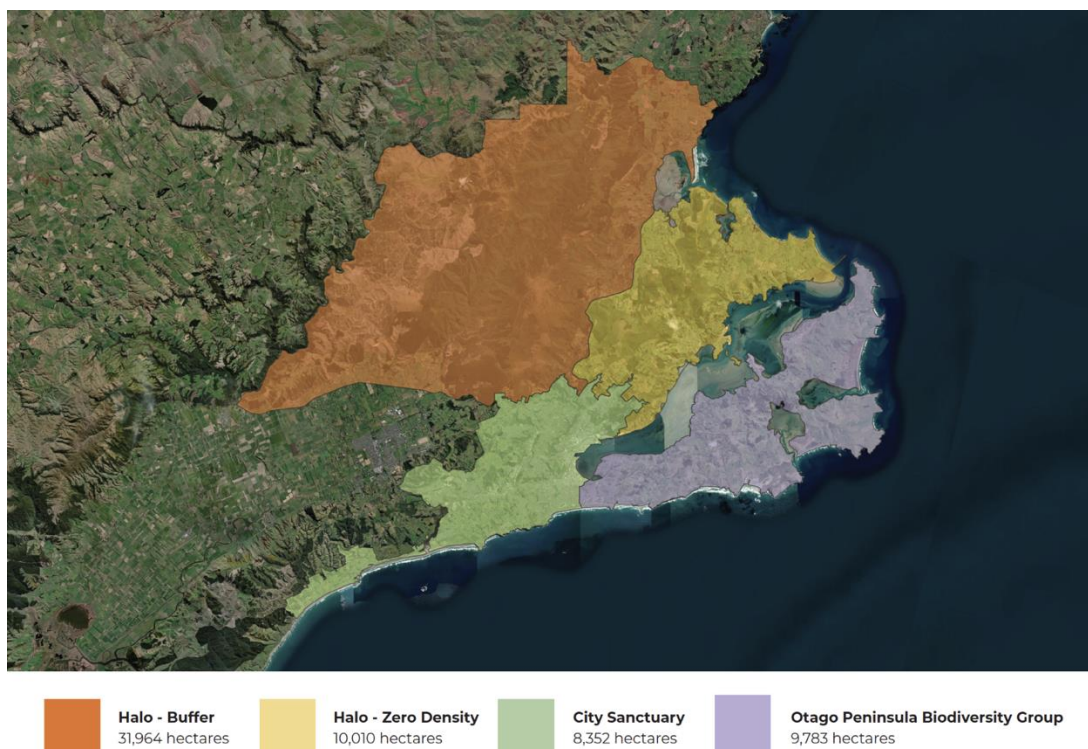 Halo - Buffer
31,964 hectares
Halo - Zero Density
10,010 hectares
City Sanctuary
8,352 hectares
Otago Peninsula Biodiversity Group
9,783 hectares